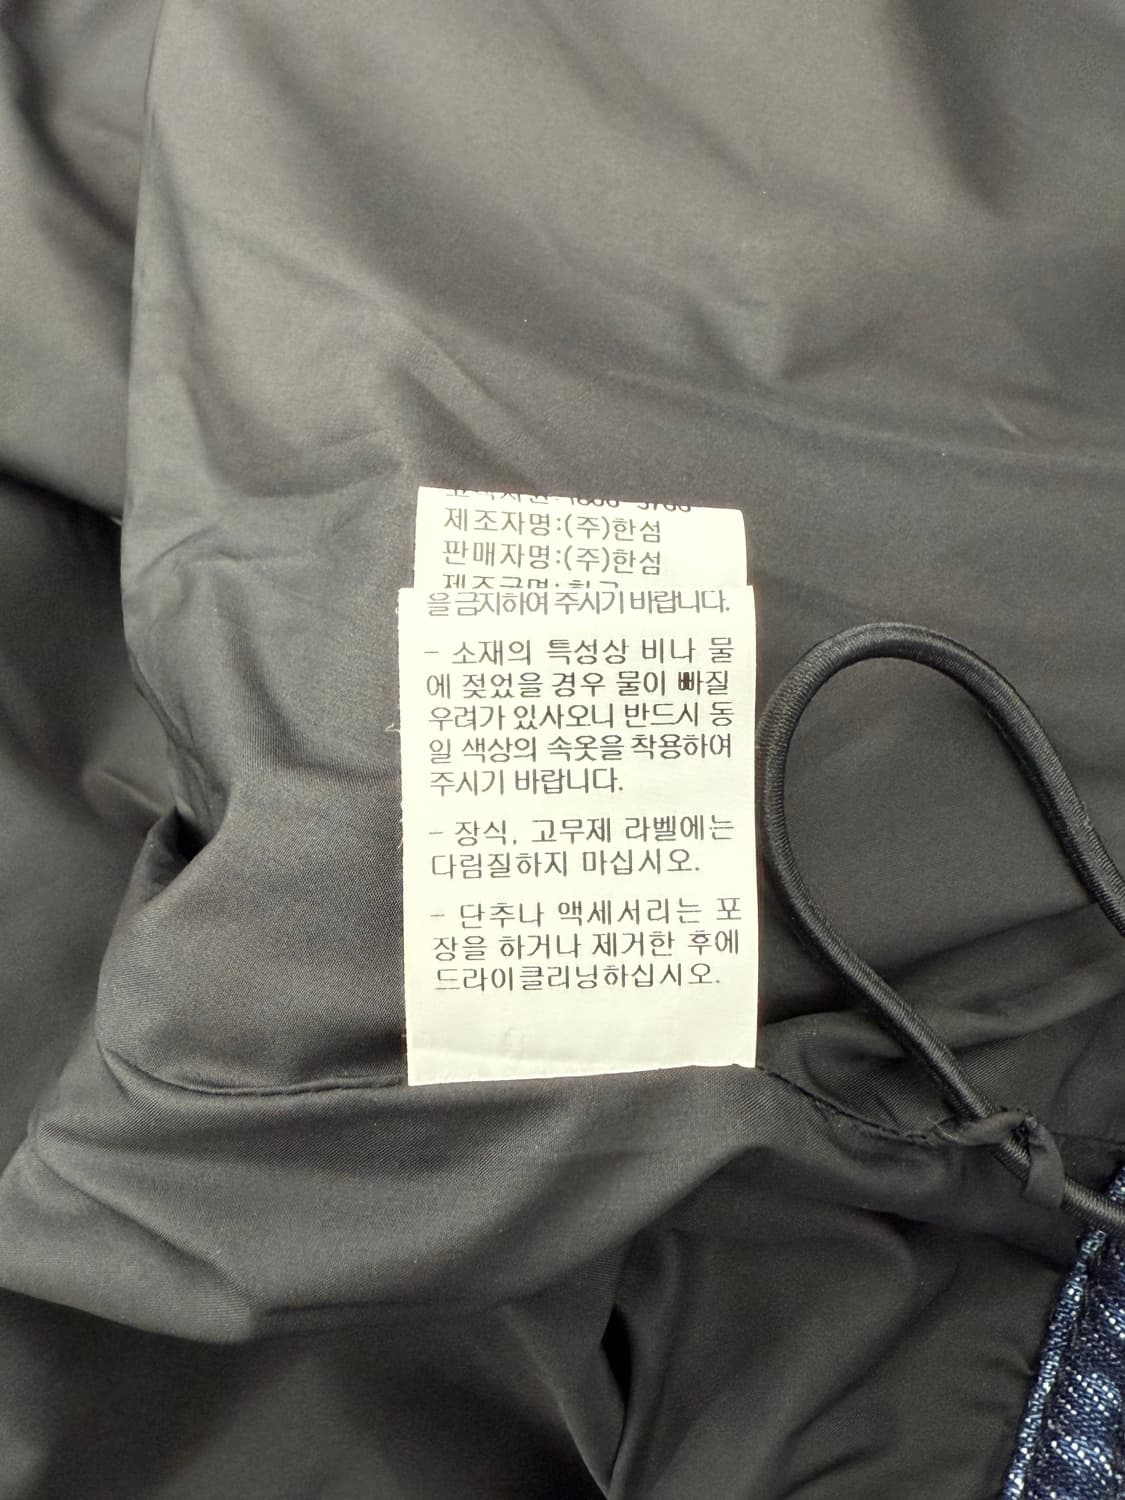 제조자명:(주)한섬
판매자명:(주)한섬
을금지하여 주시기 바랍니다.
- 소재의 특성상 비나 물
에 젖었을 경우 물이 빠질
우려가 있사오니 반드시 동
일 색상의 속옷을 착용하여
주시기 바랍니다.
- 장식, 고무제 라벨에는
다림질하지 마십시오.
- 단추나 액세서리는 포
장을 하거나 제거한 후에
드라이클리닝하십시오.